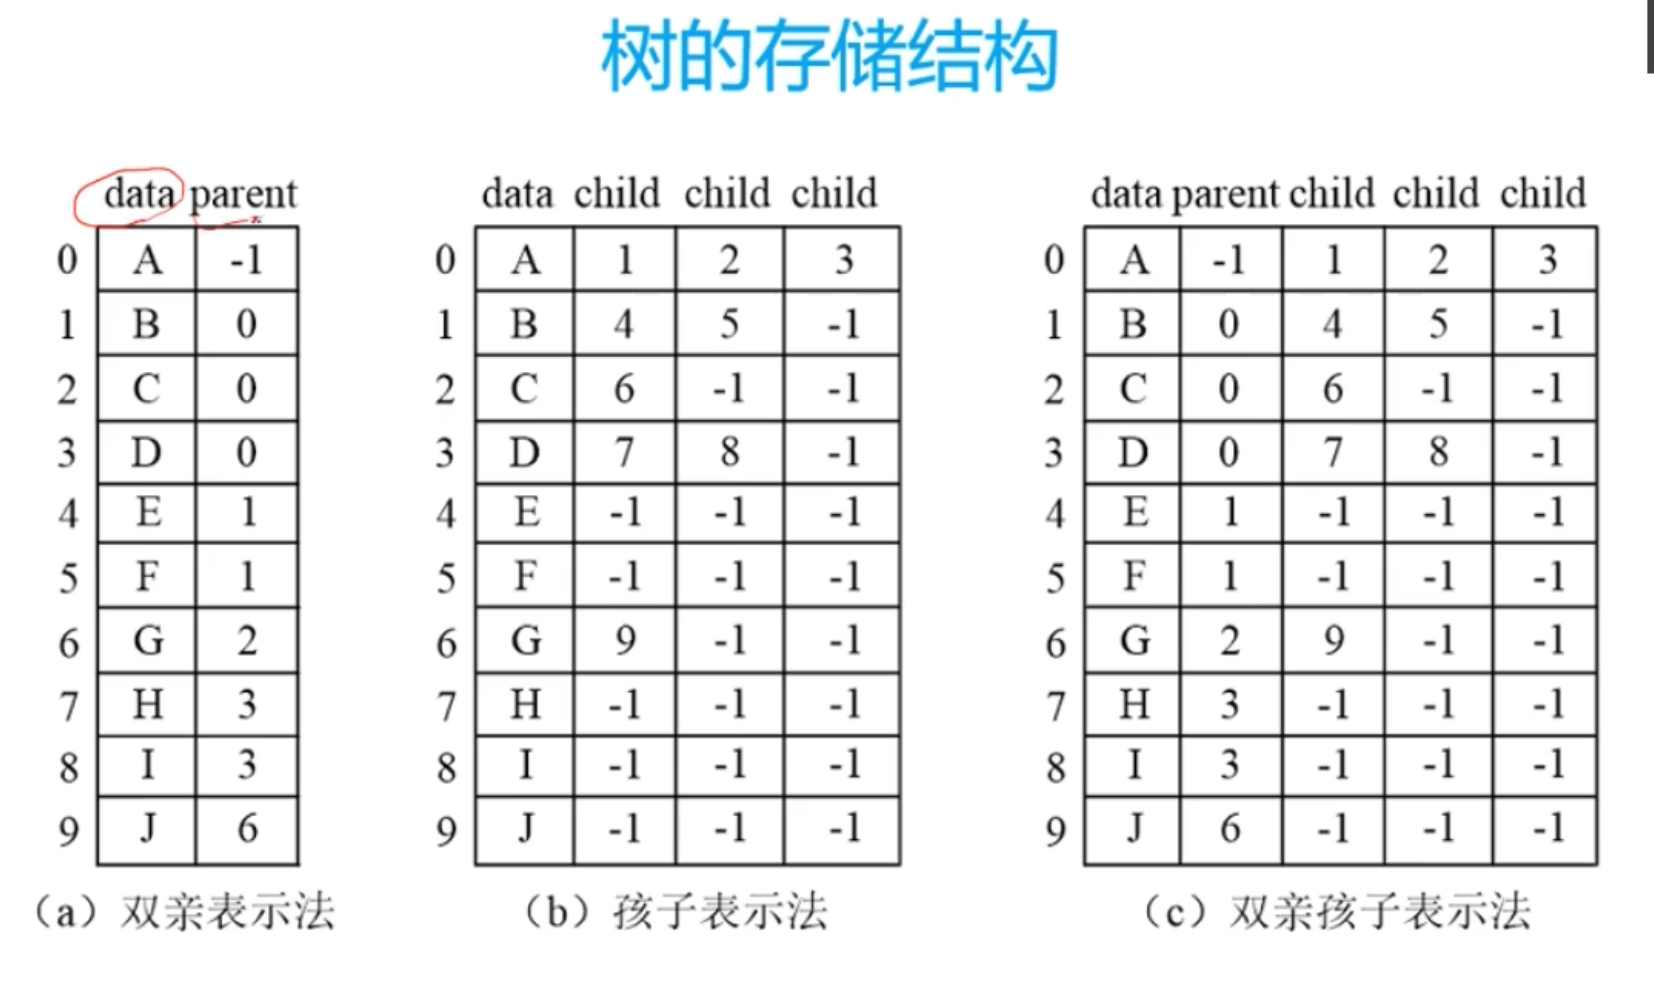 树的存储结构
data parent
0 A -1
1 B 0
2 C 0
3 D 0
4 E 1
5 F 1
6 G 2
7 H 3
8 I 3
9 J 6
（a）双亲表示法
data child child child
0 A 1 2 3
1 B 4 5 -1
2 C 6 -1 -1
3 D 7 8 -1
4 E -1 -1 -1
5 F -1 -1 -1
6 G 9 -1 -1
7 H -1 -1 -1
8 I -1 -1 -1
9 J -1 -1 -1
（b）孩子表示法
data parent child child child
0 A -1 1 2 3
1 B 0 4 5 -1
2 C 0 6 -1 -1
3 D 0 7 8 -1
4 E 1 -1 -1 -1
5 F 1 -1 -1 -1
6 G 2 9 -1 -1
7 H 3 -1 -1 -1
8 I 3 -1 -1 -1
9 J 6 -1 -1 -1
（c）双亲孩子表示法